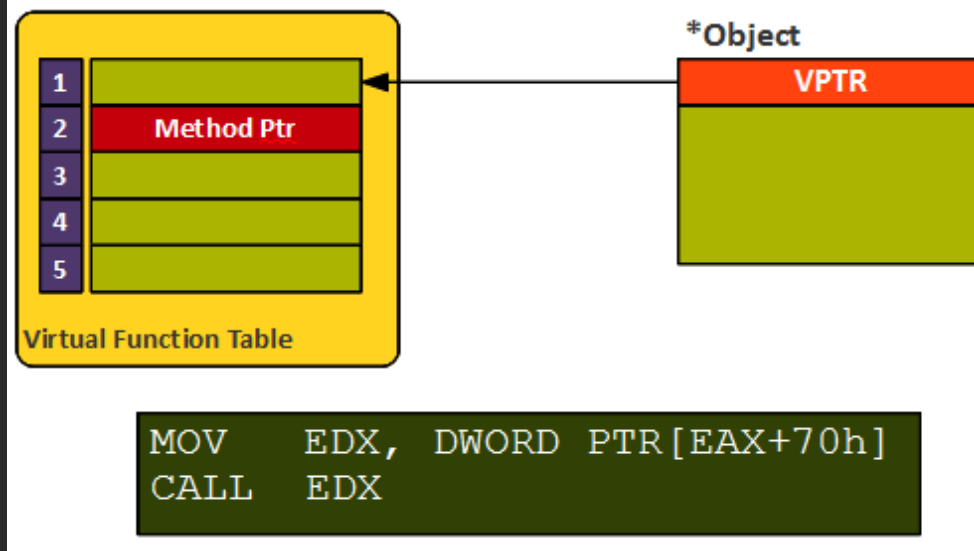 *Object
VPTR
1
2 Method Ptr
3
4
5
Virtual Function Table
MOV EDX, DWORD PTR[EAX+70h]
CALL EDX